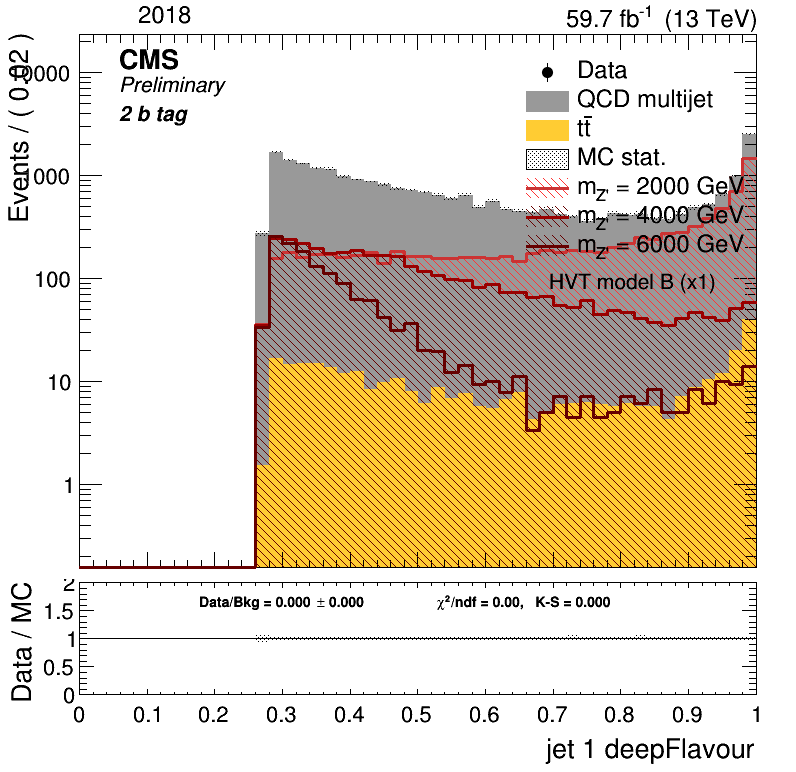 2018
59.7 fb⁻¹ (13 TeV)
Events / ( 0.02 )
CMS
Preliminary
2 b tag
Data
QCD multijet
tt̄
MC stat.
m_Z' = 2000 GeV
m_Z' = 4000 GeV
m_Z' = 6000 GeV
HVT model B (x1)
10000
1000
100
10
1
Data / MC
Data/Bkg = 0.000 ± 0.000
χ²/ndf = 0.00, K-S = 0.000
2
1.5
1
0.5
0
0 0.1 0.2 0.3 0.4 0.5 0.6 0.7 0.8 0.9 1
jet 1 deepFlavour